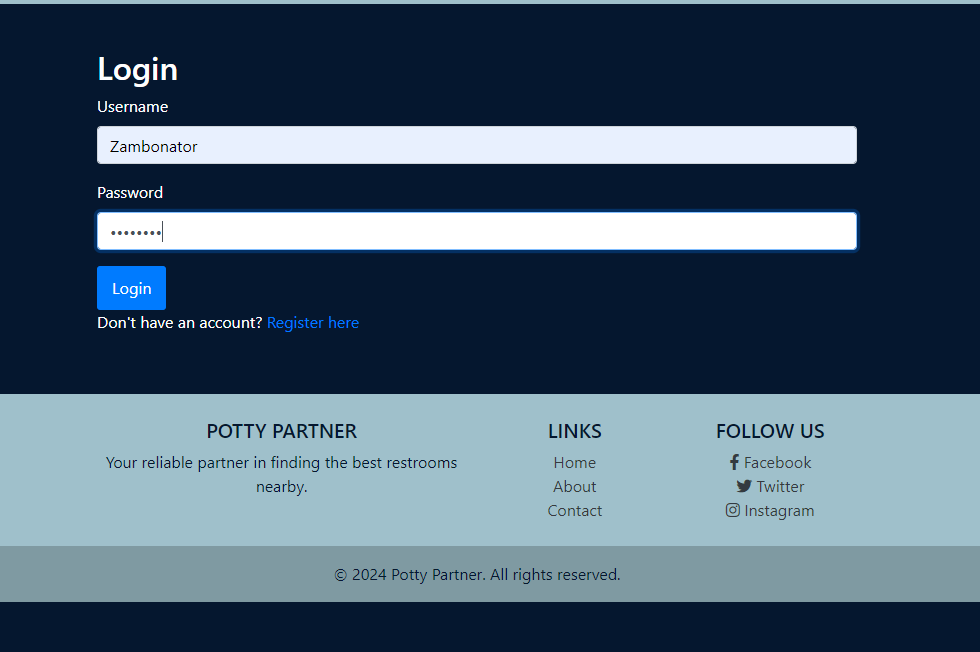 Login
Username
Zambonator
Password
••••••••
Login
Don't have an account? Register here
POTTY PARTNER
Your reliable partner in finding the best restrooms
nearby.
LINKS
Home
About
Contact
FOLLOW US
Facebook
Twitter
Instagram
© 2024 Potty Partner. All rights reserved.